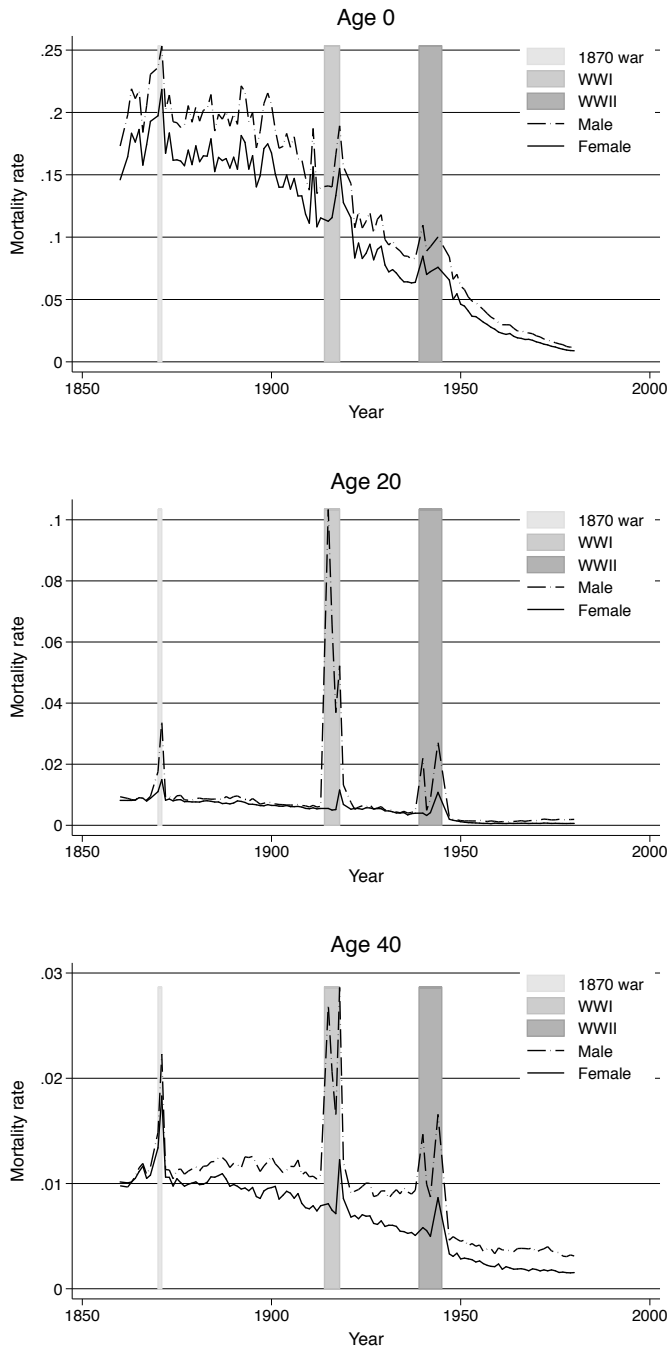 Age 0
Mortality rate
.25
.2
.15
.1
.05
0
1850
1900
1950
2000
Year
1870 war
WWI
WWII
Male
Female
Age 20
Mortality rate
.1
.08
.06
.04
.02
0
1850
1900
1950
2000
Year
1870 war
WWI
WWII
Male
Female
Age 40
Mortality rate
.03
.02
.01
0
1850
1900
1950
2000
Year
1870 war
WWI
WWII
Male
Female